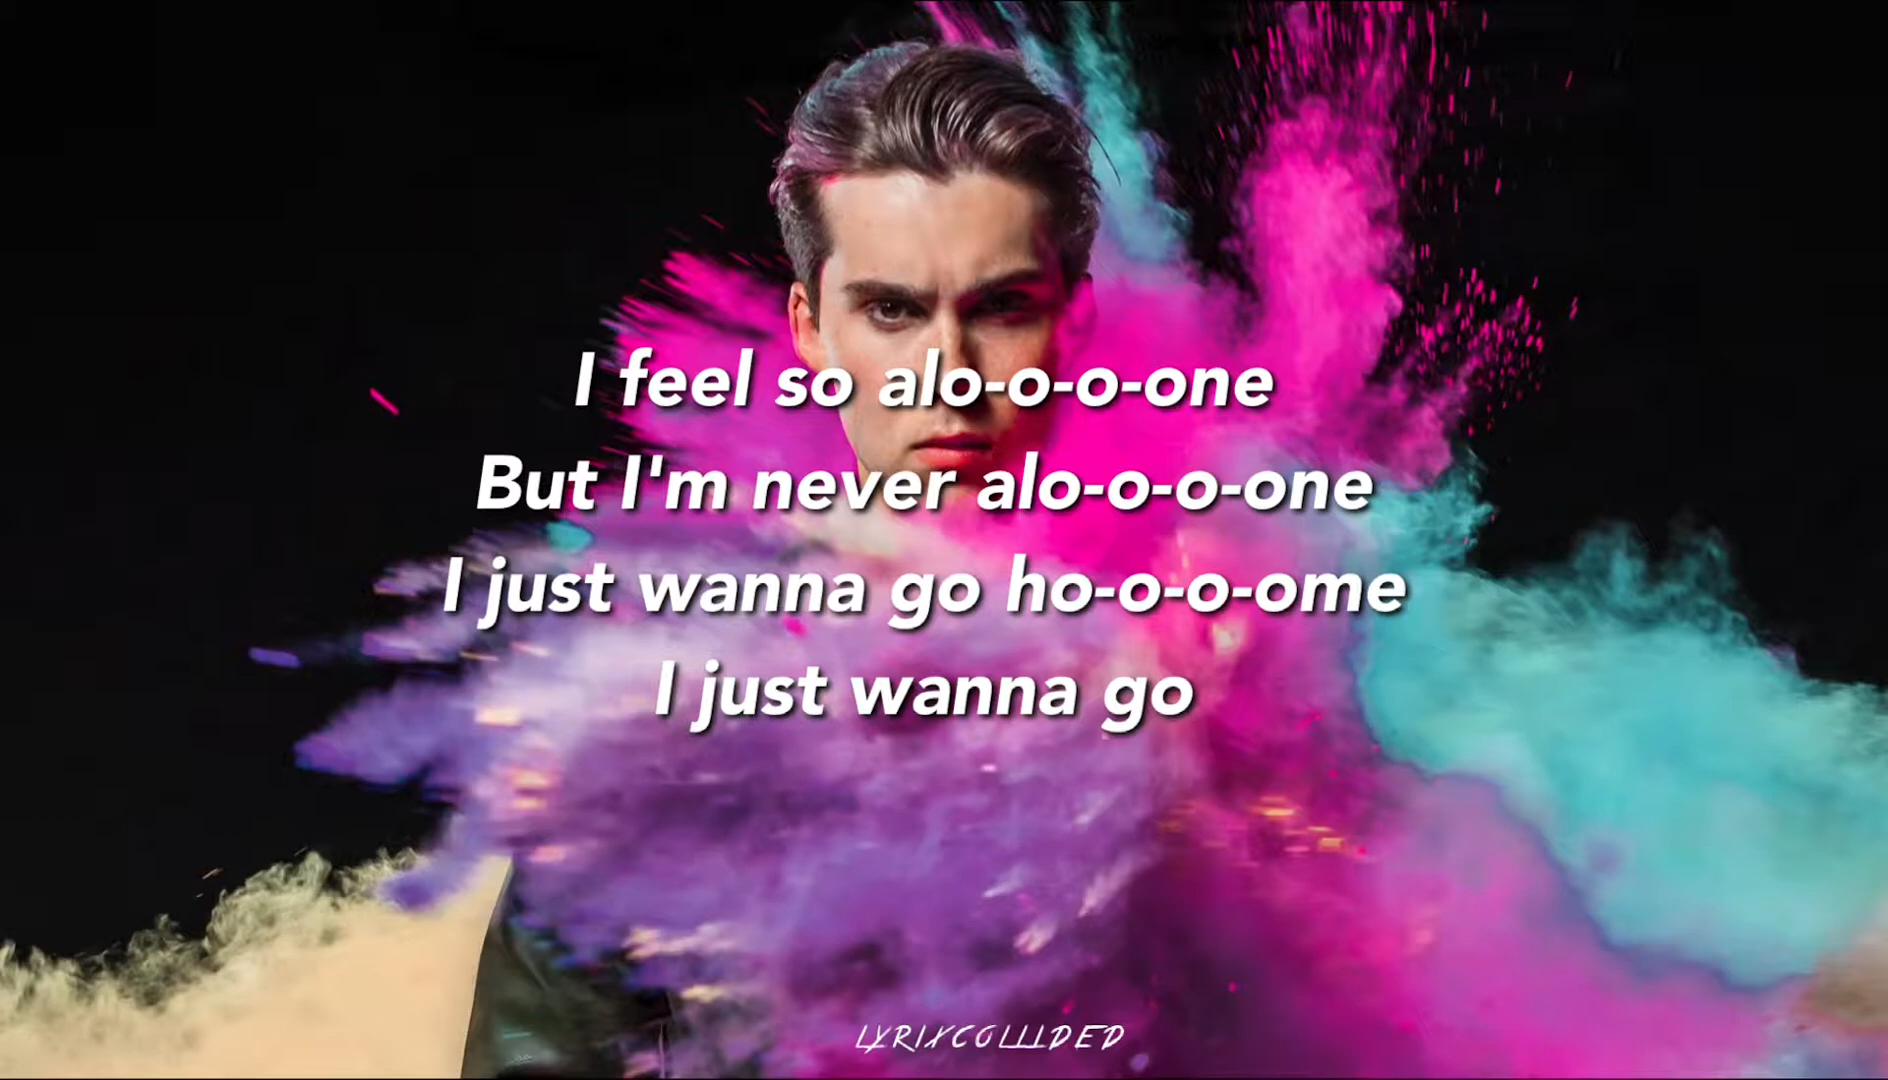 I feel so alo-o-o-one
But I'm never alo-o-o-one
I just wanna go ho-o-o-ome
I just wanna go
LYRIXCOLLIDED